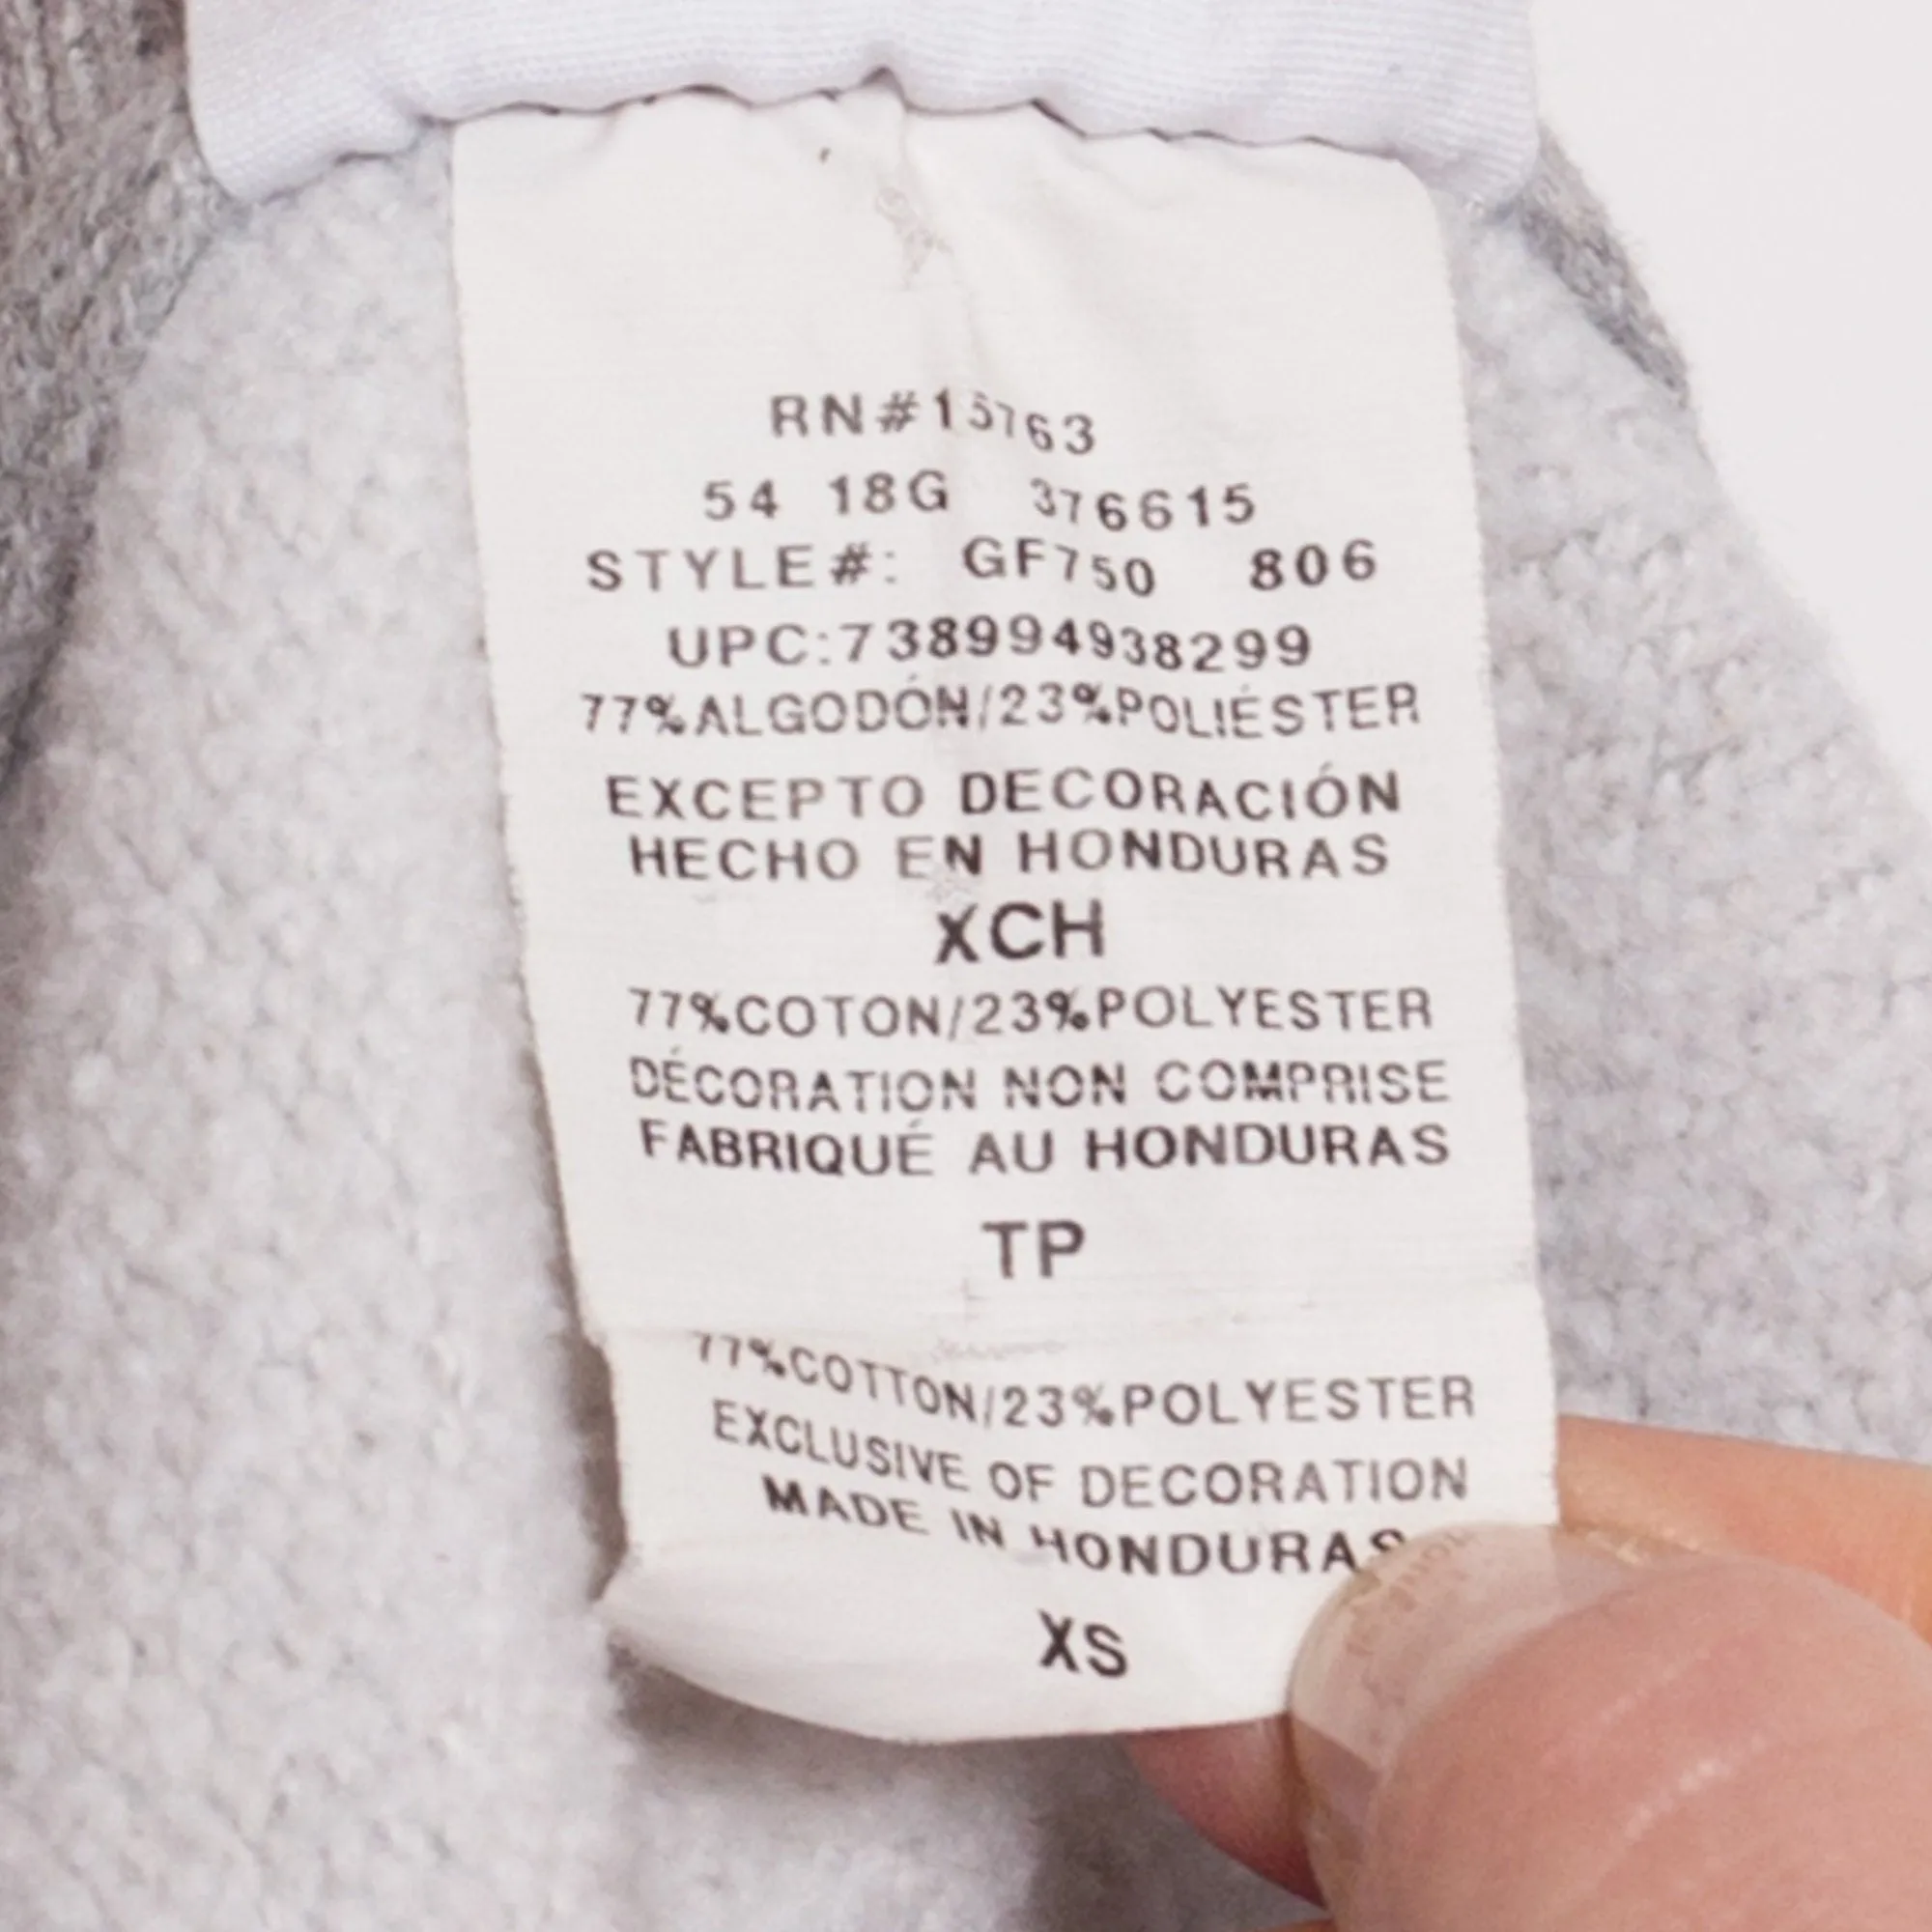 RN#15763
54 18G 376615
STYLE#: GF750 806
UPC:738994938299
77%ALGODÓN/23%POLIÉSTER
EXCEPTO DECORACIÓN
HECHO EN HONDURAS
XCH
77%COTON/23%POLYESTER
DÉCORATION NON COMPRISE
FABRIQUÉ AU HONDURAS
TP
77%COTTON/23%POLYESTER
EXCLUSIVE OF DECORATION
MADE IN HONDURAS
XS